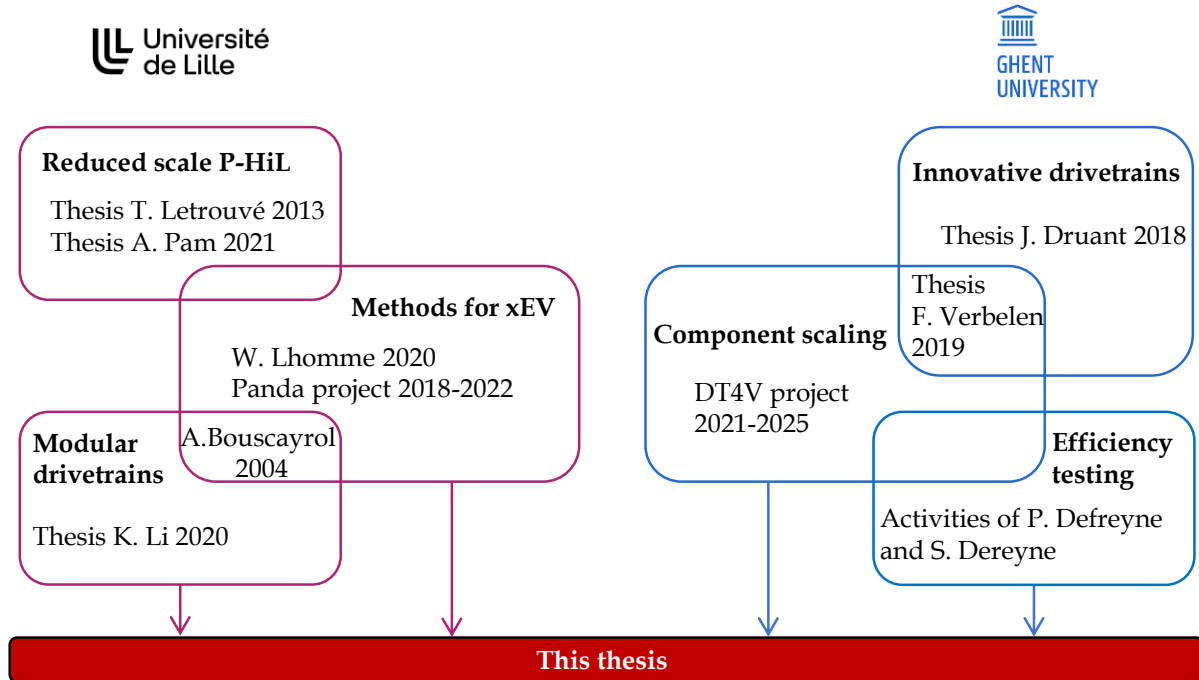 Université
de Lille
GHENT
UNIVERSITY
Reduced scale P-HiL
Thesis T. Letrouvé 2013
Thesis A. Pam 2021
Methods for xEV
W. Lhomme 2020
Panda project 2018-2022
A.Bouscayrol
2004
Modular
drivetrains
Thesis K. Li 2020
Innovative drivetrains
Thesis J. Druant 2018
Thesis
F. Verbelen
2019
Component scaling
DT4V project
2021-2025
Efficiency
testing
Activities of P. Defreyne
and S. Dereyne
This thesis